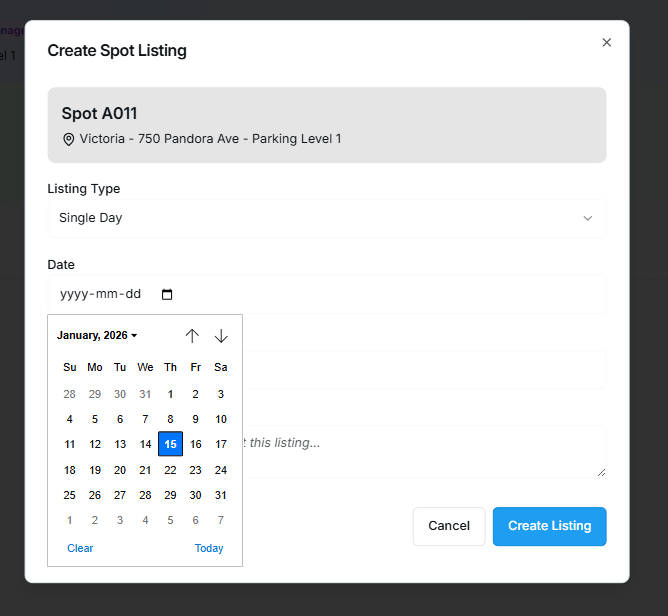 nage
el 1
Create Spot Listing
Spot A011
Victoria - 750 Pandora Ave - Parking Level 1
Listing Type
Single Day
Date
yyyy-mm-dd
January, 2026
Su Mo Tu We Th Fr Sa
28 29 30 31 1 2 3
4 5 6 7 8 9 10
11 12 13 14 15 16 17
t this listing...
18 19 20 21 22 23 24
25 26 27 28 29 30 31
1 2 3 4 5 6 7
Clear Today
Cancel Create Listing